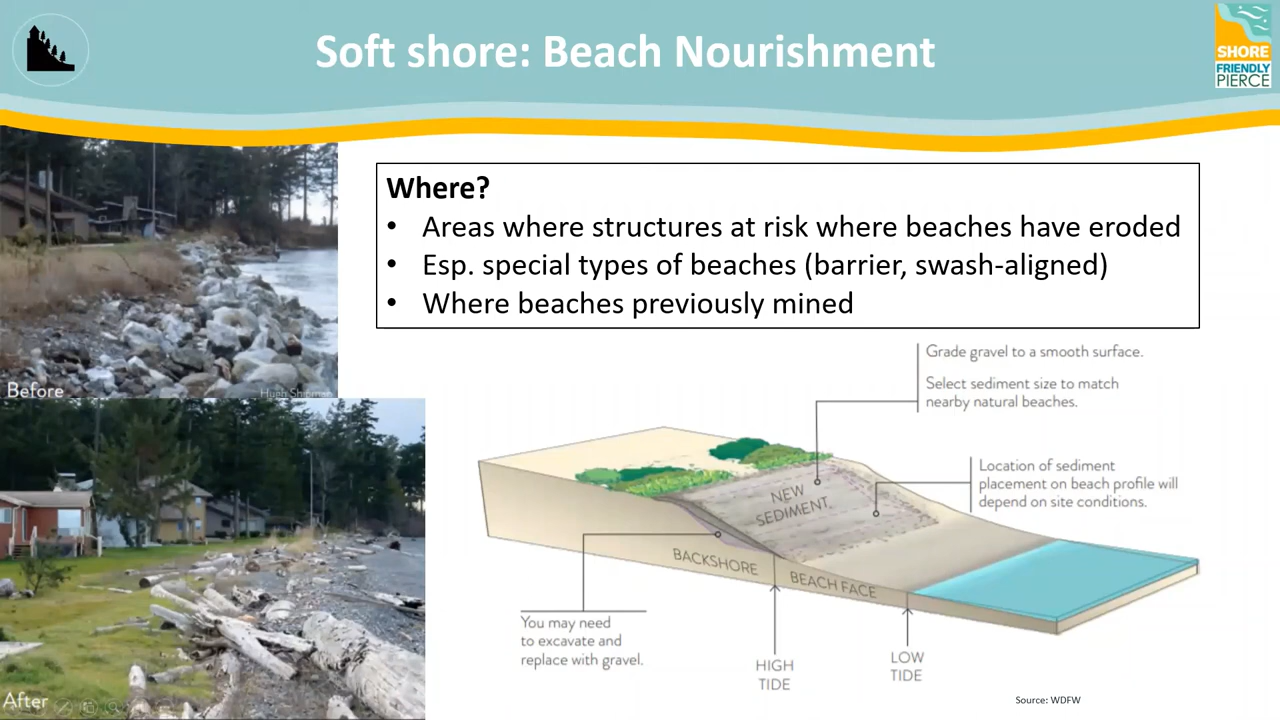 Soft shore: Beach Nourishment
SHORE
FRIENDLY
PIERCE
Where?
• Areas where structures at risk where beaches have eroded
• Esp. special types of beaches (barrier, swash-aligned)
• Where beaches previously mined
Before
Hugh Shipman
After
Grade gravel to a smooth surface.
Select sediment size to match
nearby natural beaches.
Location of sediment
placement on beach profile will
depend on site conditions.
NEW
SEDIMENT
BACKSHORE
BEACH FACE
You may need
to excavate and
replace with gravel.
HIGH
TIDE
LOW
TIDE
Source: WDFW